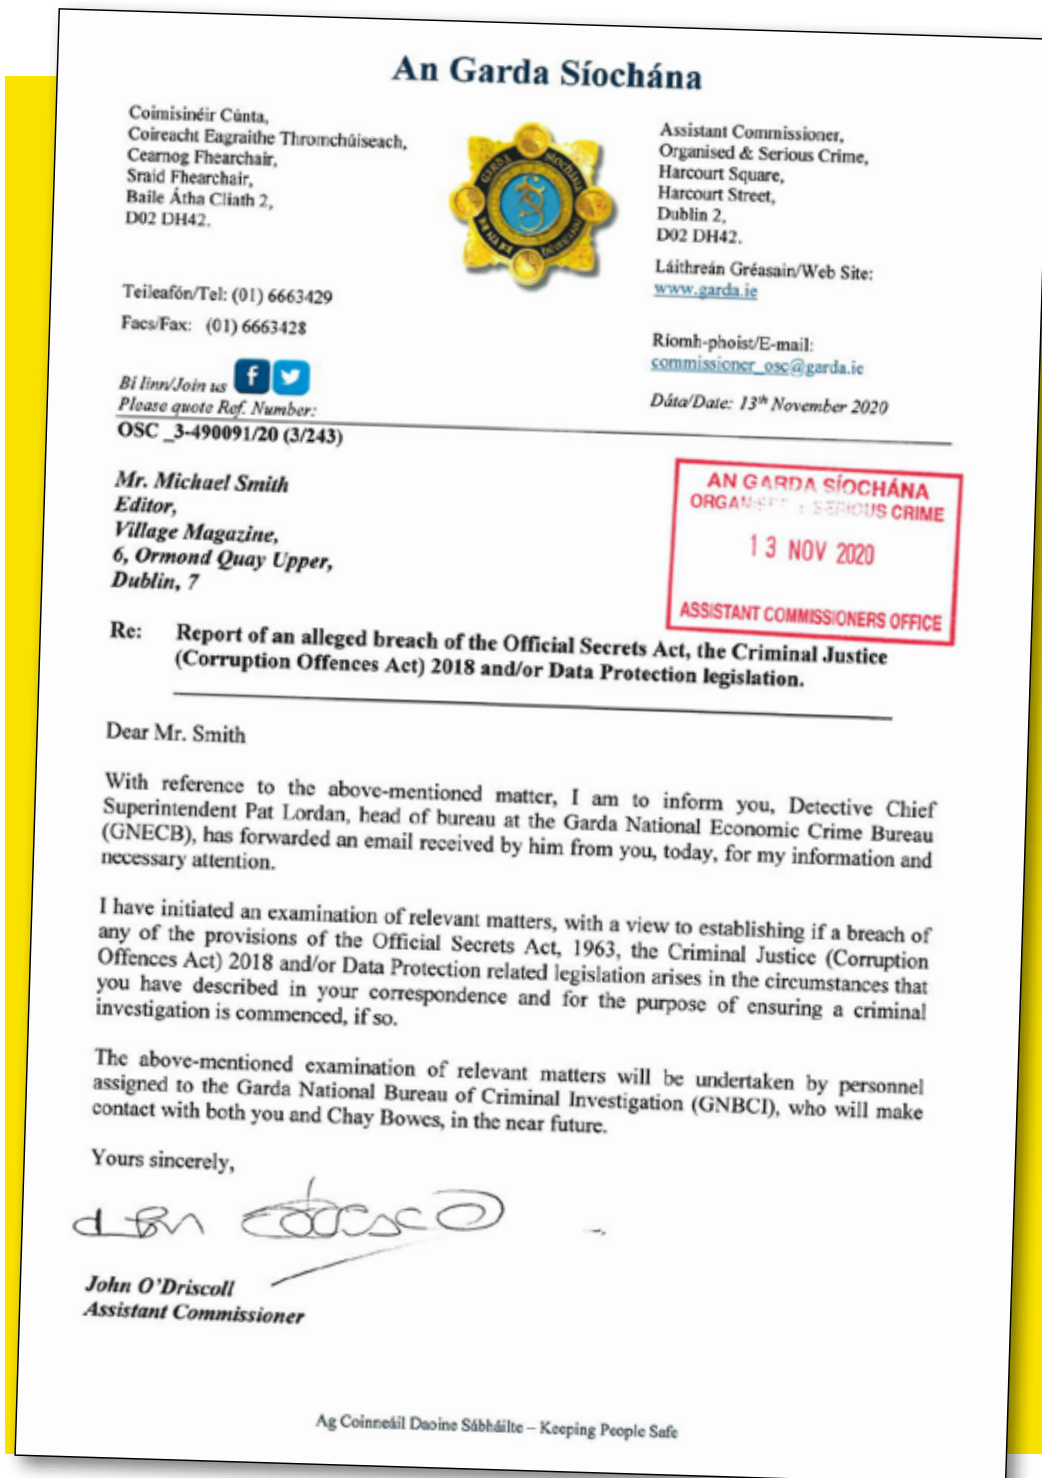 An Garda Síochána
Coimisinéir Cúnta,
Coireacht Eagraithe Thromchúiseach,
Cearnog Fhearchair,
Sraid Fhearchair,
Baile Átha Cliath 2,
D02 DH42.
Teileafón/Tel: (01) 6663429
Facs/Fax: (01) 6663428
Bí linn/Join us
Please quote Ref. Number:
OSC _3-490091/20 (3/243)
GARDA SÍOCHÁNA
Assistant Commissioner,
Organised & Serious Crime,
Harcourt Square,
Harcourt Street,
Dublin 2,
D02 DH42.
Láithreán Gréasain/Web Site:
www.garda.ie
Ríomh-phoist/E-mail:
commissioner_osc@garda.ie
Dáta/Date: 13th November 2020
Mr. Michael Smith
Editor,
Village Magazine,
6, Ormond Quay Upper,
Dublin, 7
AN GARDA SÍOCHÁNA
SERIOUS CRIME
13 NOV 2020
ASSISTANT COMMISSIONERS OFFICE
Re: Report of an alleged breach of the Official Secrets Act, the Criminal Justice
(Corruption Offences Act) 2018 and/or Data Protection legislation.
Dear Mr. Smith
With reference to the above-mentioned matter, I am to inform you, Detective Chief
Superintendent Pat Lordan, head of bureau at the Garda National Economic Crime Bureau
(GNECB), has forwarded an email received by him from you, today, for my information and
necessary attention.
I have initiated an examination of relevant matters, with a view to establishing if a breach of
any of the provisions of the Official Secrets Act, 1963, the Criminal Justice (Corruption
Offences Act) 2018 and/or Data Protection related legislation arises in the circumstances that
you have described in your correspondence and for the purpose of ensuring a criminal
investigation is commenced, if so.
The above-mentioned examination of relevant matters will be undertaken by personnel
assigned to the Garda National Bureau of Criminal Investigation (GNBCI), who will make
contact with both you and Chay Bowes, in the near future.
Yours sincerely,
John O'Driscoll
Assistant Commissioner
Ag Coinneáil Daoine Sábháilte – Keeping People Safe